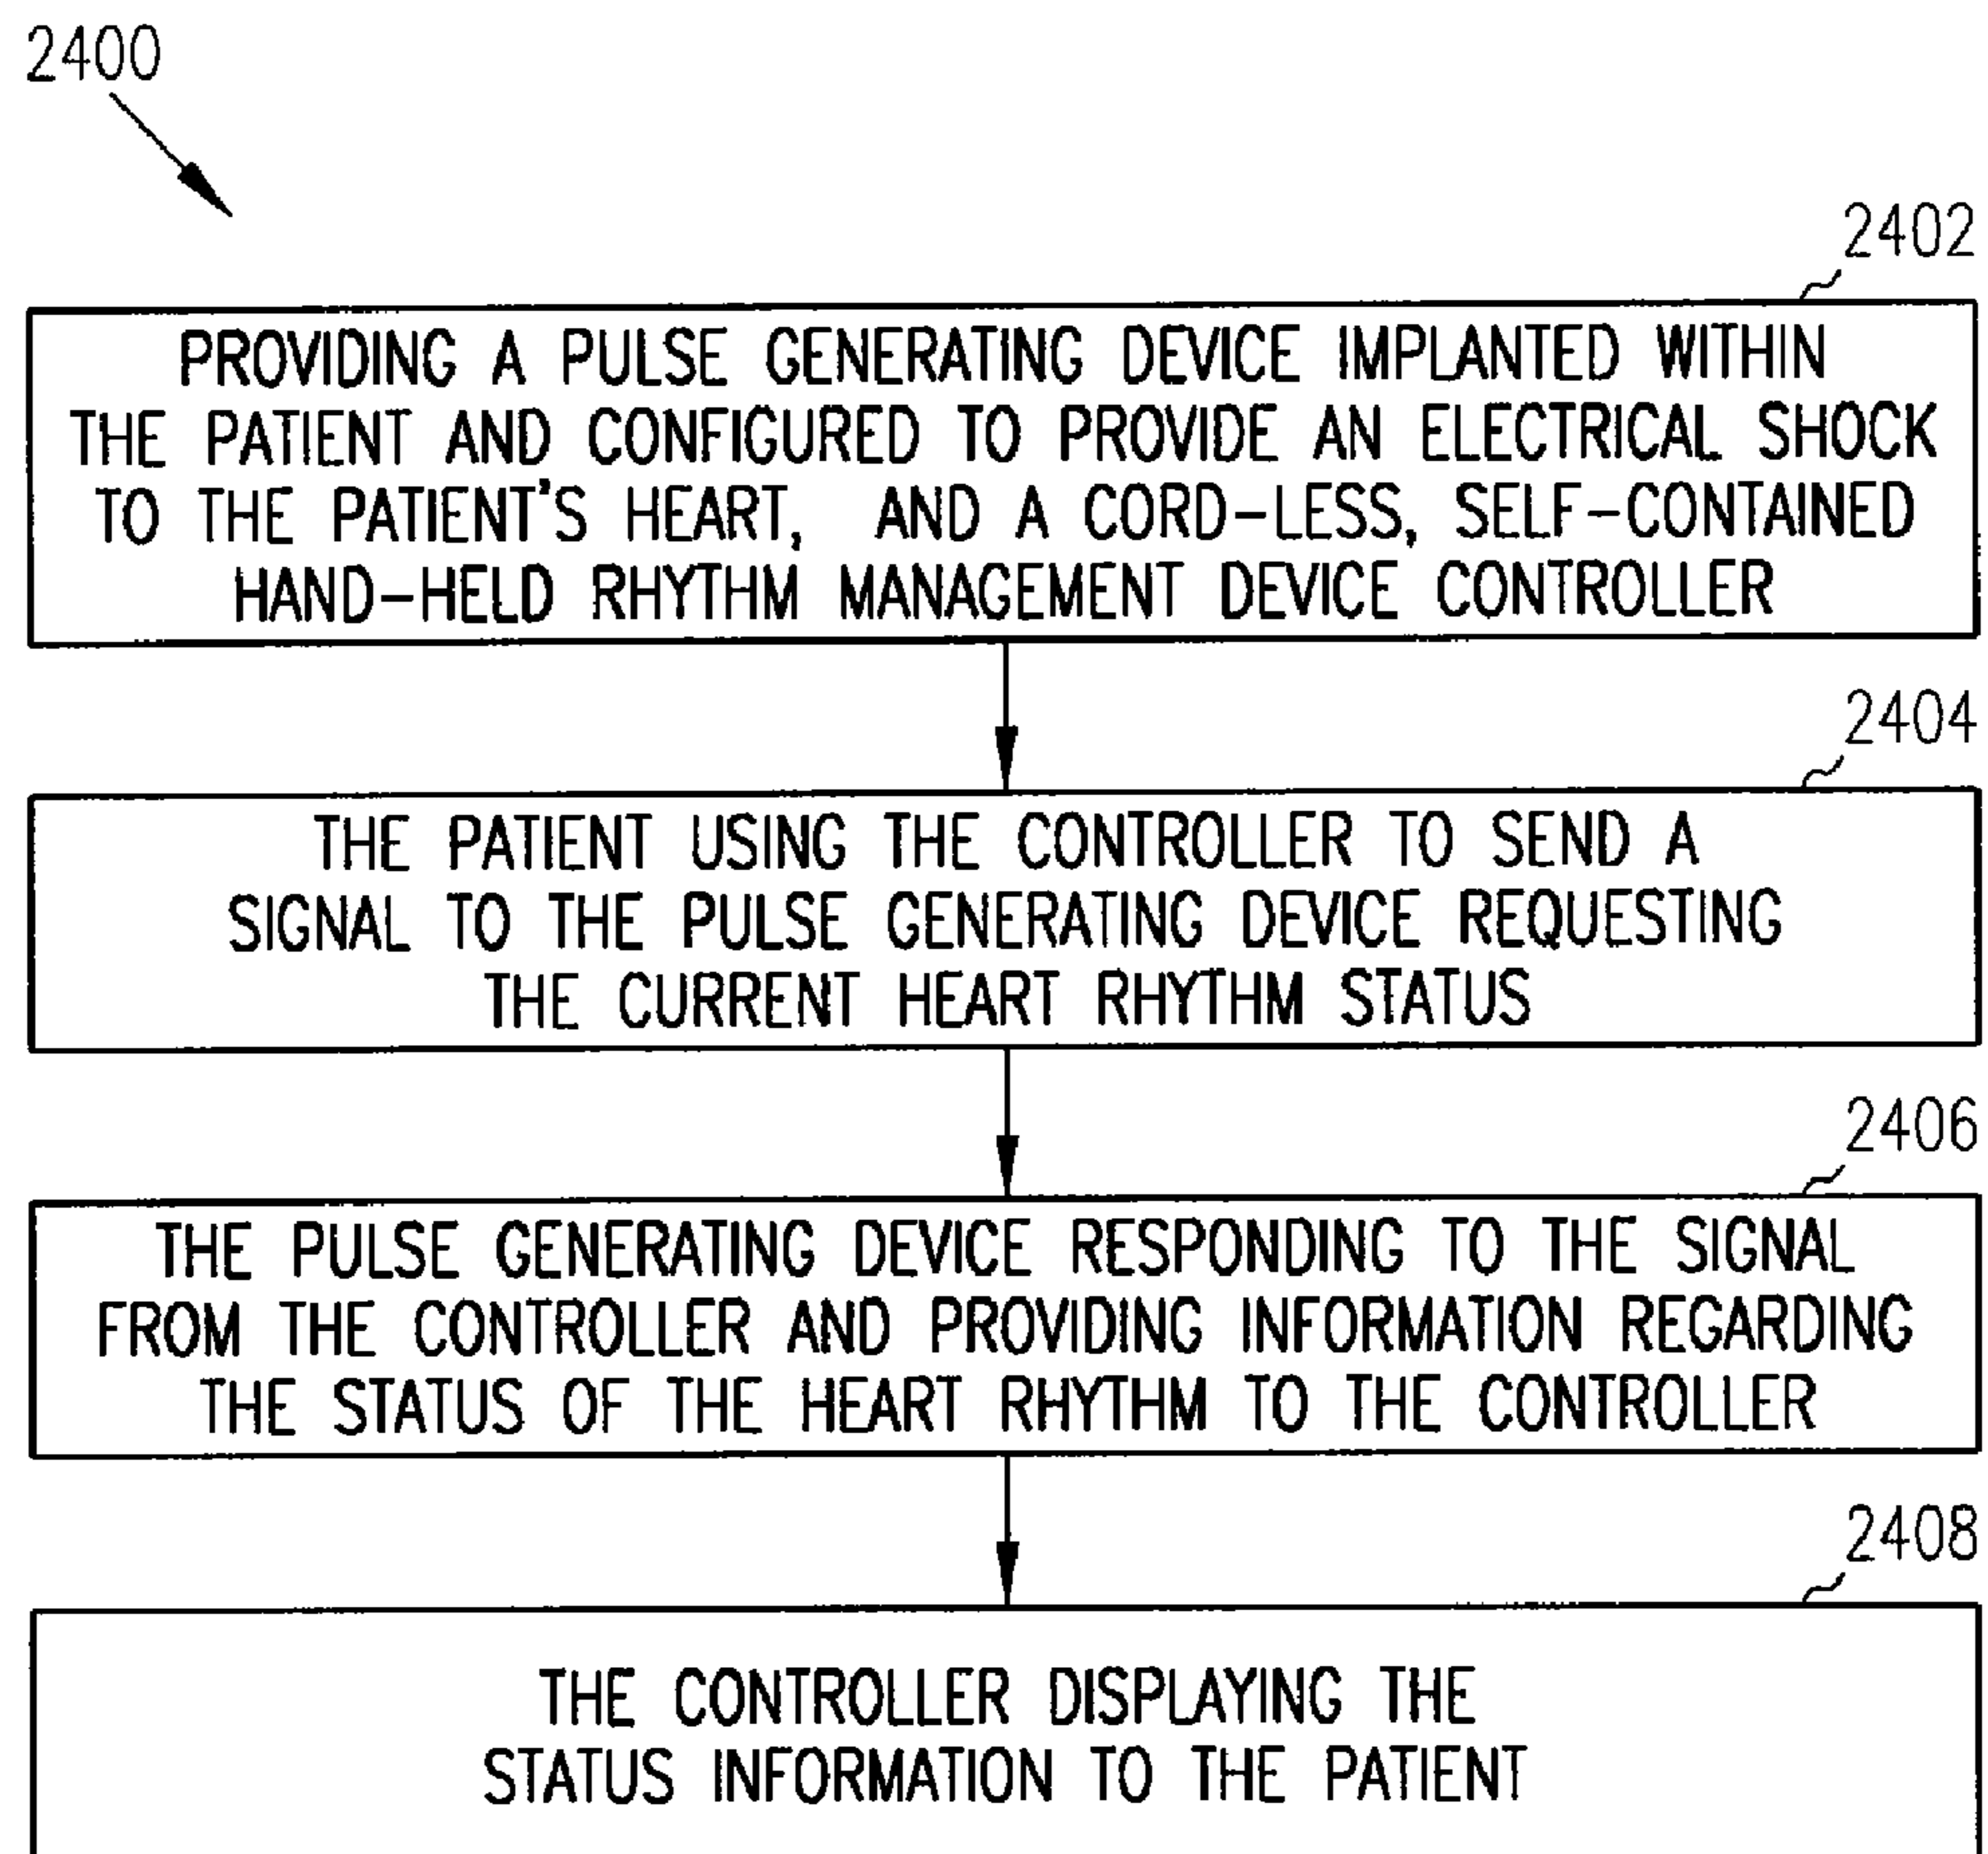 2400
2402
PROVIDING A PULSE GENERATING DEVICE IMPLANTED WITHIN
THE PATIENT AND CONFIGURED TO PROVIDE AN ELECTRICAL SHOCK
TO THE PATIENT'S HEART, AND A CORD-LESS, SELF-CONTAINED
HAND-HELD RHYTHM MANAGEMENT DEVICE CONTROLLER
2404
THE PATIENT USING THE CONTROLLER TO SEND A
SIGNAL TO THE PULSE GENERATING DEVICE REQUESTING
THE CURRENT HEART RHYTHM STATUS
2406
THE PULSE GENERATING DEVICE RESPONDING TO THE SIGNAL
FROM THE CONTROLLER AND PROVIDING INFORMATION REGARDING
THE STATUS OF THE HEART RHYTHM TO THE CONTROLLER
2408
THE CONTROLLER DISPLAYING THE
STATUS INFORMATION TO THE PATIENT